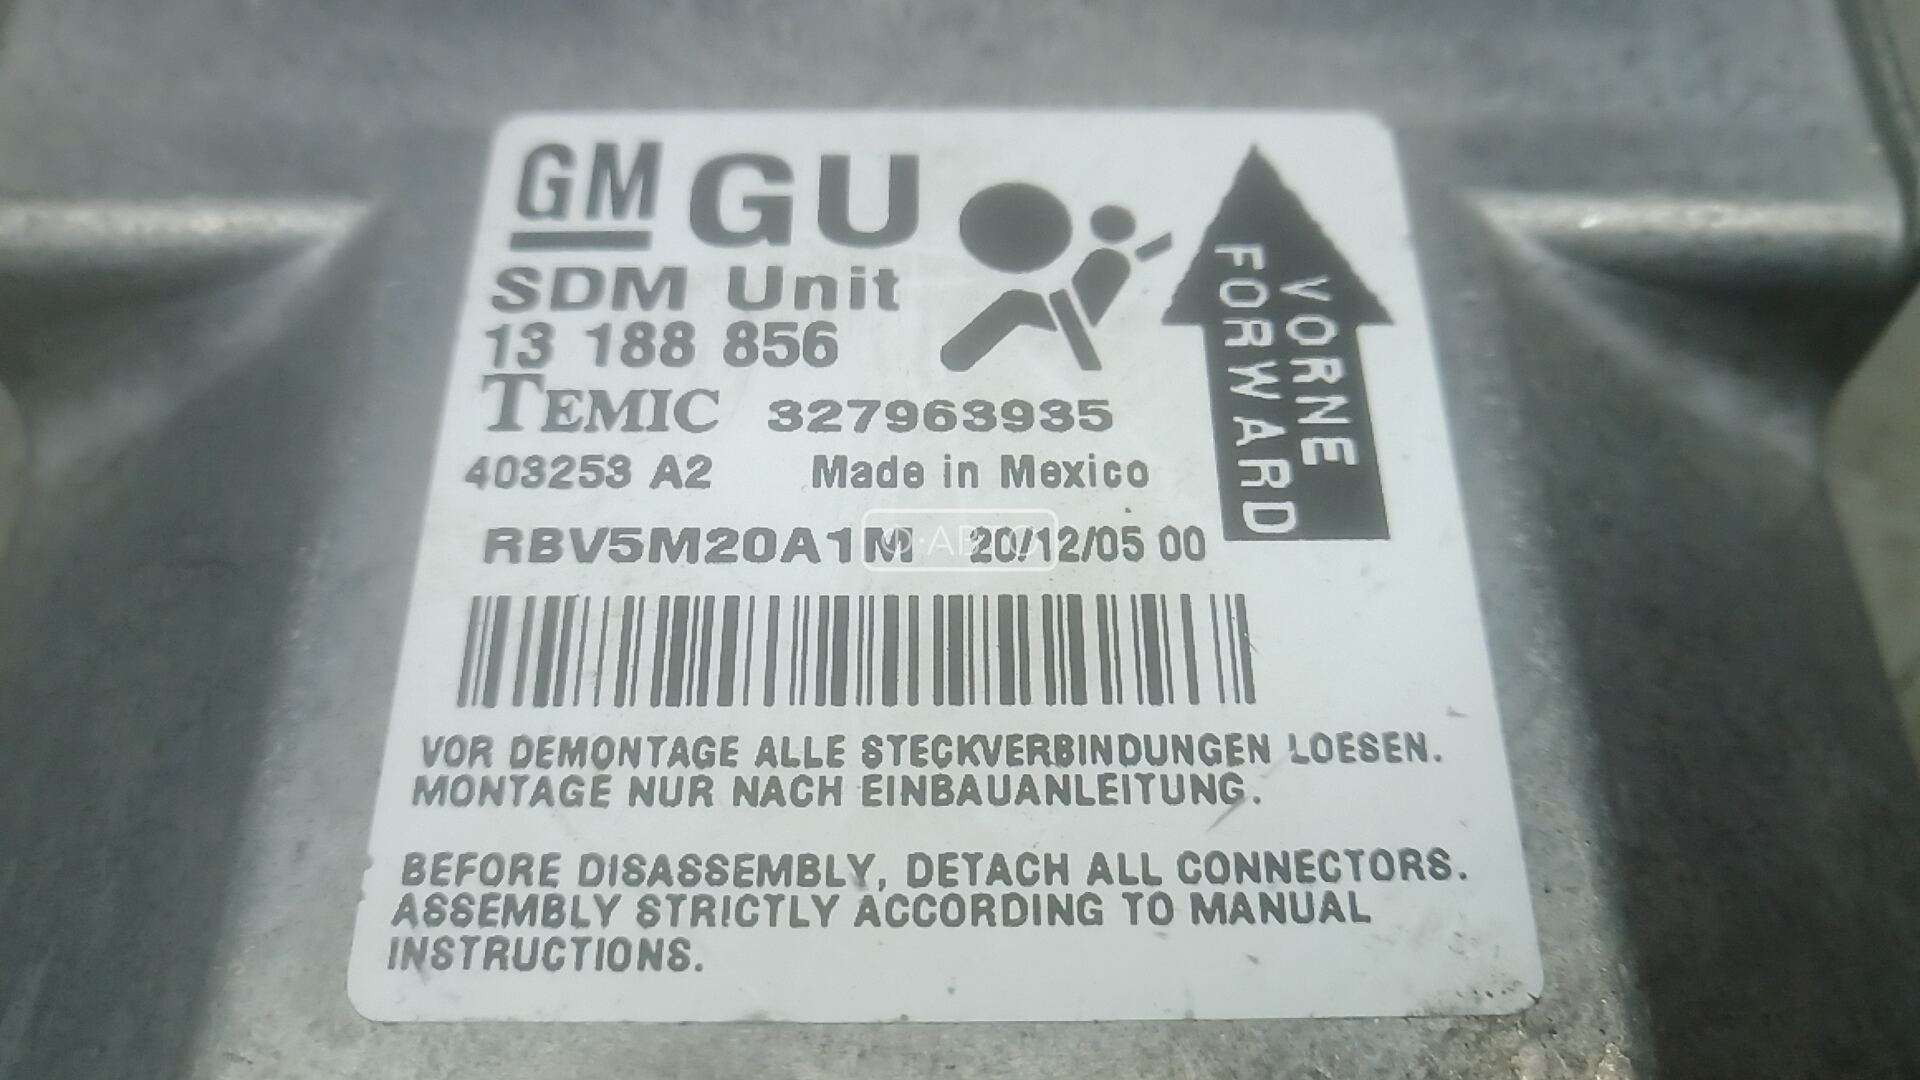 GM GU
SDM Unit
13 188 856
TEMIC 327963935
403253 A2 Made in Mexico
RBV5M20A1M 20/12/05 00
VORNE
FORWARD
VOR DEMONTAGE ALLE STECKVERBINDUNGEN LOESEN.
MONTAGE NUR NACH EINBAUANLEITUNG.
BEFORE DISASSEMBLY, DETACH ALL CONNECTORS.
ASSEMBLY STRICTLY ACCORDING TO MANUAL
INSTRUCTIONS.